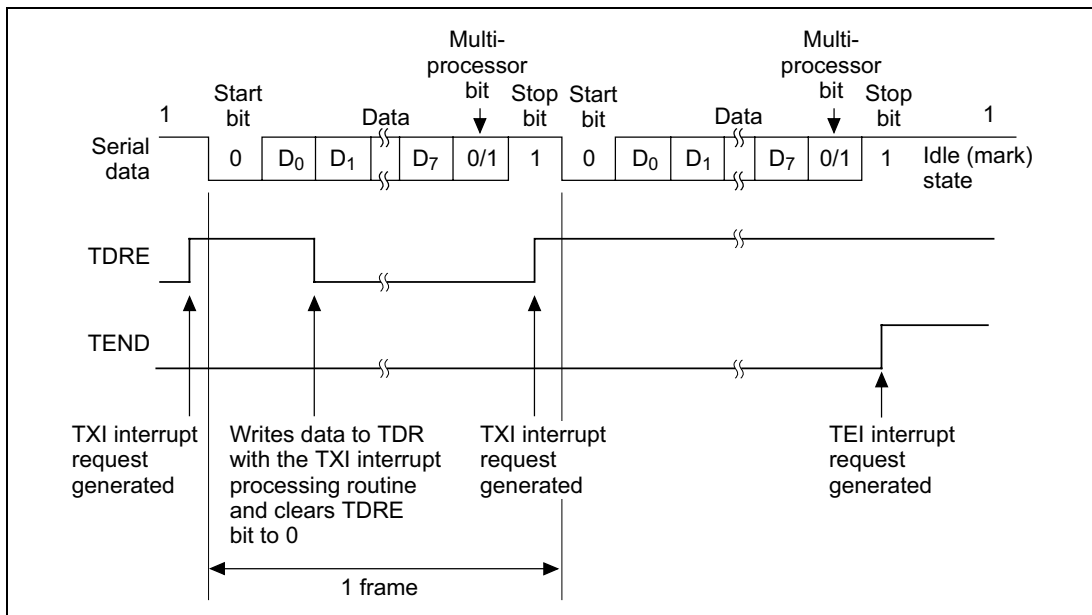 Multi-
processor
bit
Multi-
processor
bit
1
Start
bit
Data
Stop
bit
Start
bit
Data
Stop
bit
1
Serial
data
0
D0
D1
D7
0/1
1
0
D0
D1
D7
0/1
1
Idle (mark)
state
TDRE
TEND
TXI interrupt
request
generated
Writes data to TDR
with the TXI interrupt
processing routine
and clears TDRE
bit to 0
TXI interrupt
request
generated
TEI interrupt
request
generated
1 frame